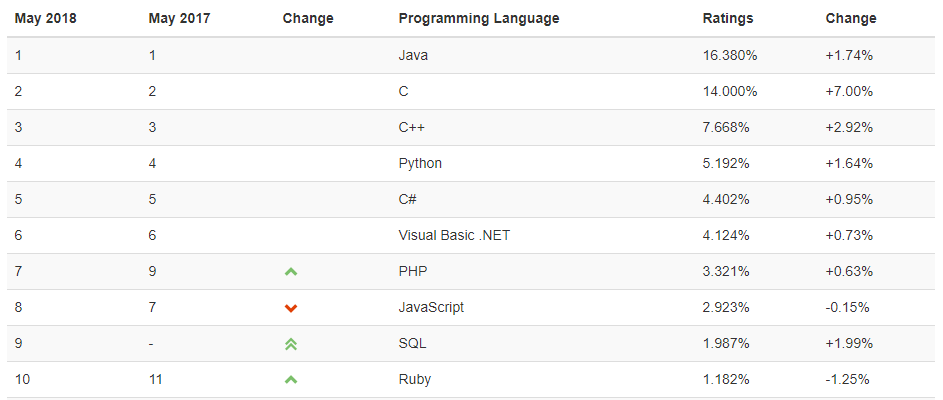 May 2018 May 2017 Change Programming Language Ratings Change
1 1 Java 16.380% +1.74%
2 2 C 14.000% +7.00%
3 3 C++ 7.668% +2.92%
4 4 Python 5.192% +1.64%
5 5 C# 4.402% +0.95%
6 6 Visual Basic .NET 4.124% +0.73%
7 9 PHP 3.321% +0.63%
8 7 JavaScript 2.923% -0.15%
9 - SQL 1.987% +1.99%
10 11 Ruby 1.182% -1.25%